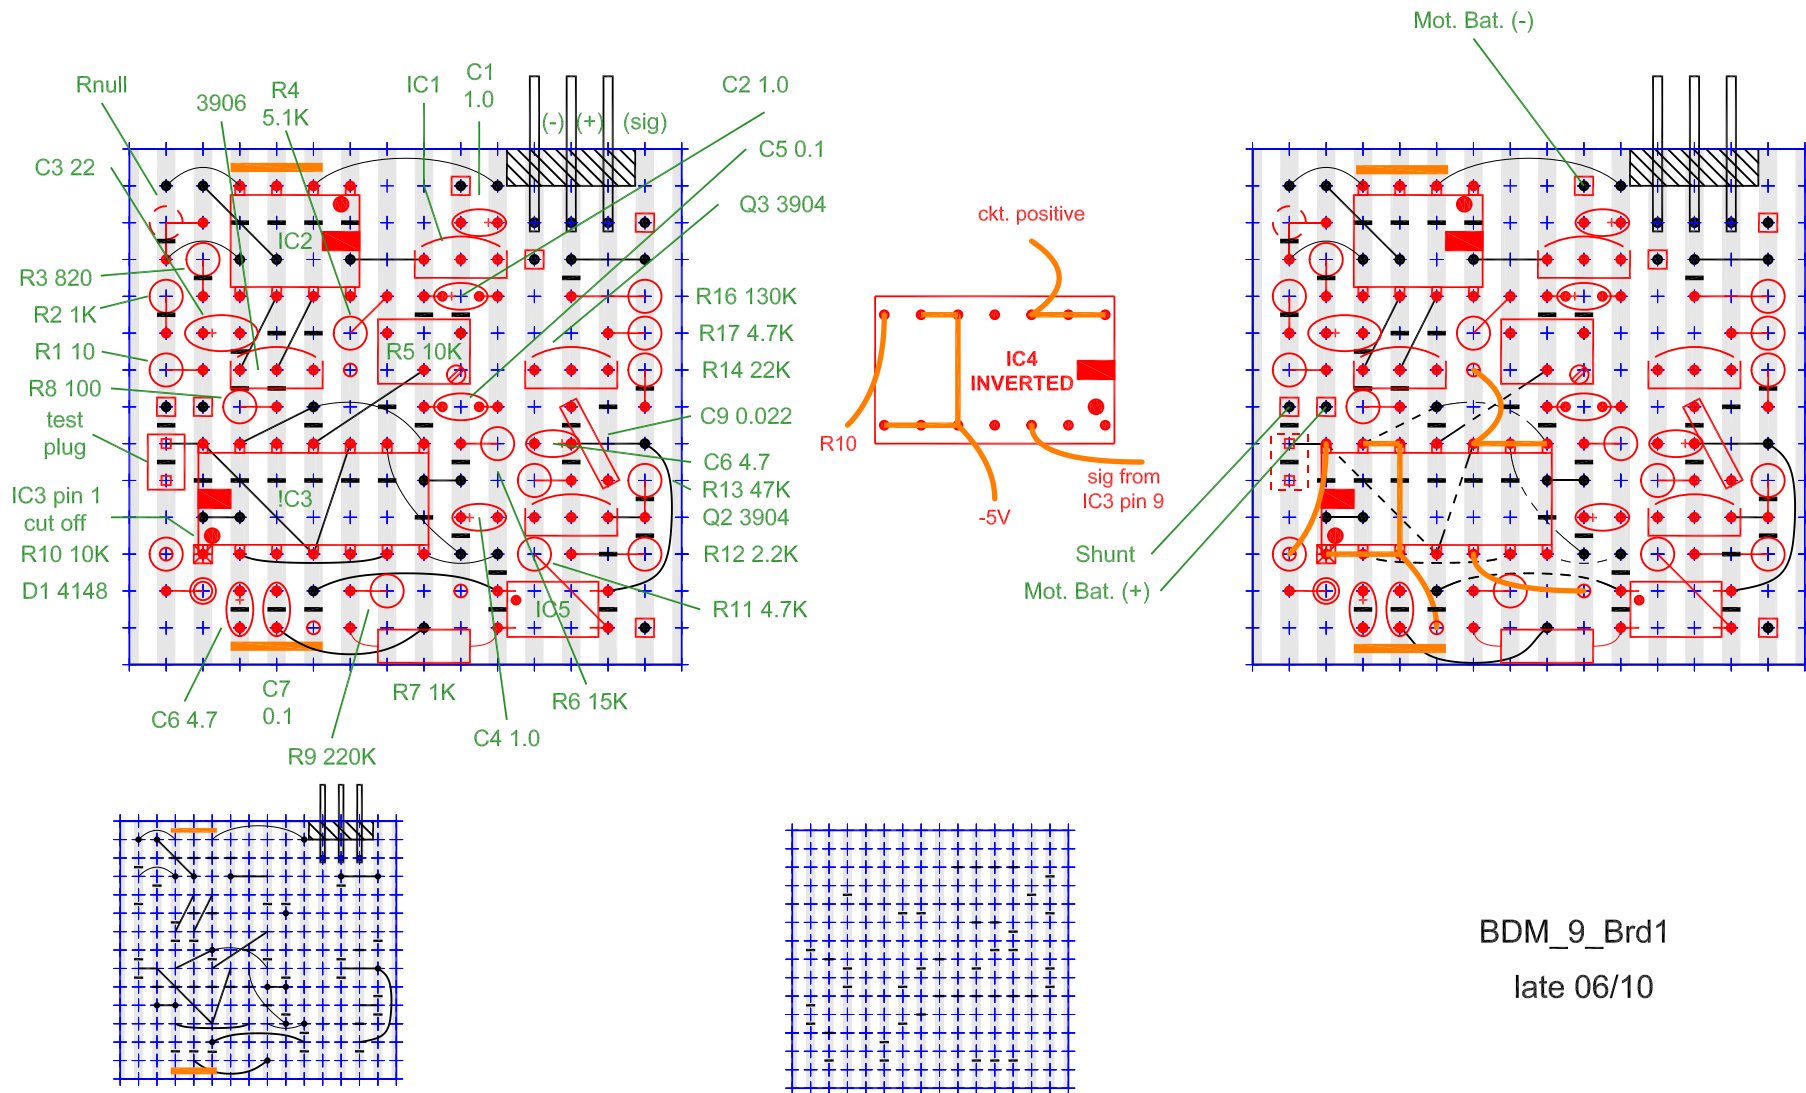 Mot. Bat. (-)
Rnull
3906
R4
5.1K
IC1
C1
1.0
C2 1.0
(-) (+) (sig)
C3 22
C5 0.1
Q3 3904
IC2
R3 820
R2 1K
R16 130K
R17 4.7K
R1 10
R5 10K
R14 22K
R8 100
test
plug
C9 0.022
C6 4.7
R13 47K
IC3 pin 1
cut off
!IC3
Q2 3904
R10 10K
R12 2.2K
D1 4148
IC5
R11 4.7K
C6 4.7
C7
0.1
R7 1K
R6 15K
C4 1.0
R9 220K
ckt. positive
IC4
INVERTED
R10
sig from
IC3 pin 9
-5V
Shunt
Mot. Bat. (+)
BDM_9_Brd1
late 06/10